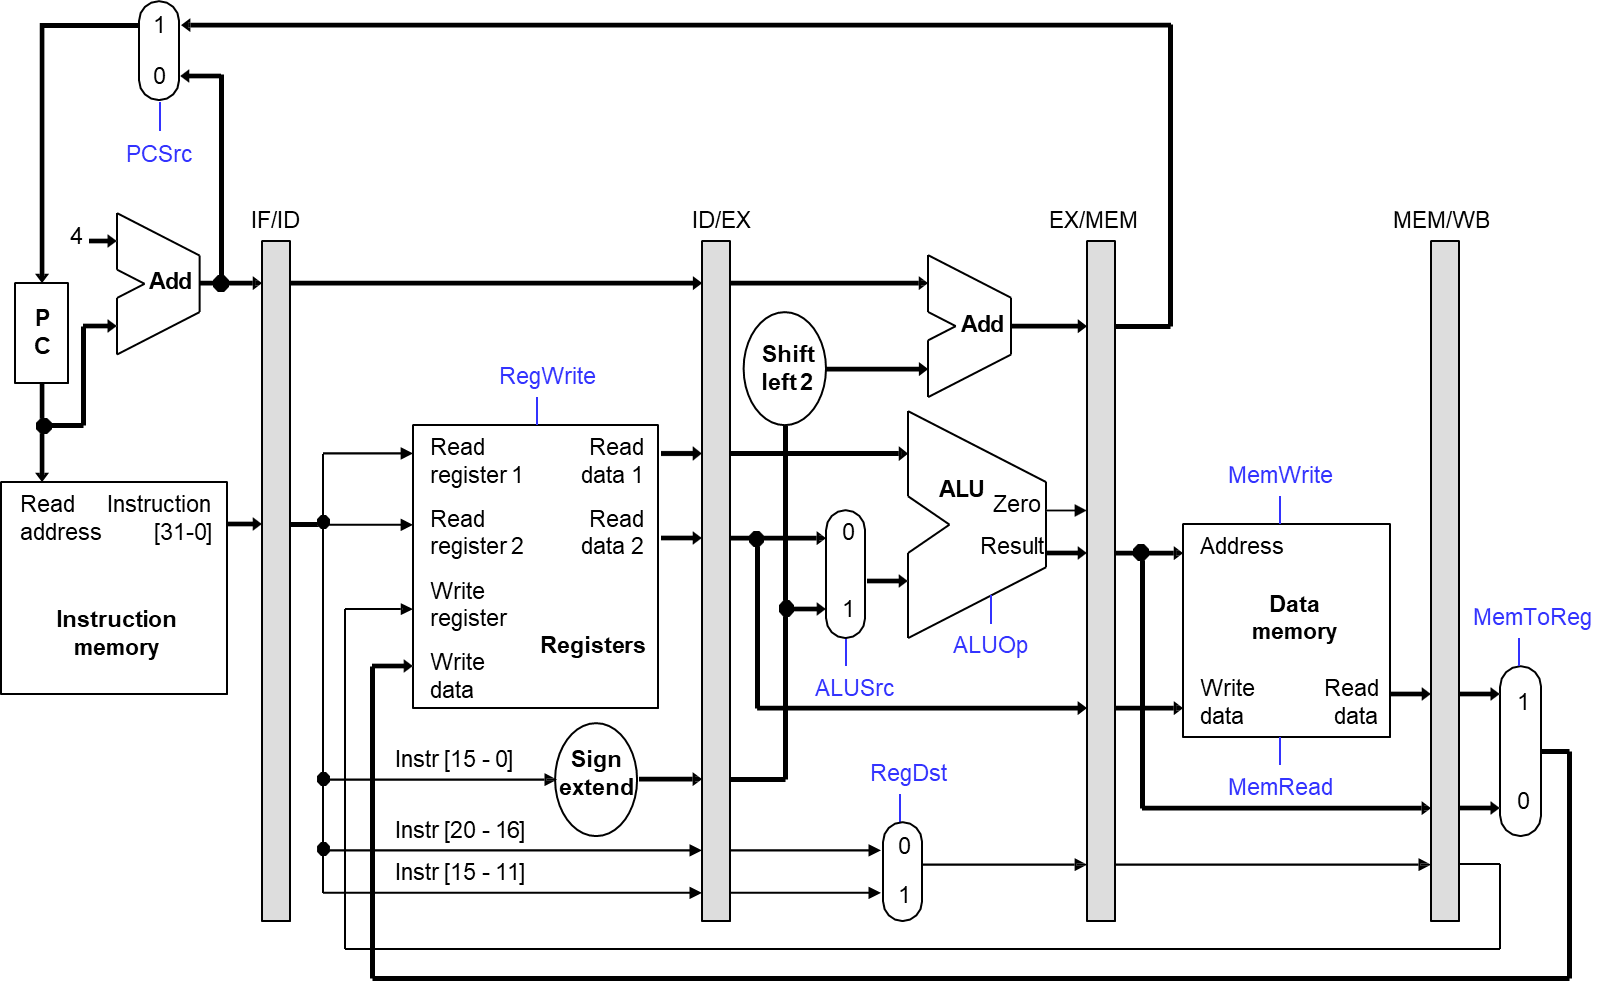 1
0
PCSrc
IF/ID
ID/EX
EX/MEM
MEM/WB
4
Add
P
C
Add
Shift
left 2
RegWrite
Read
register 1
Read
data 1
Read
register 2
Read
data 2
Write
register
Write
data
Registers
Read
address
Instruction
[31-0]
Instruction
memory
ALU
Zero
Result
ALUOp
0
1
ALUSrc
MemWrite
Address
Data
memory
Write
data
Read
data
MemRead
MemToReg
1
0
Instr [15 - 0]
Sign
extend
Instr [20 - 16]
Instr [15 - 11]
RegDst
0
1